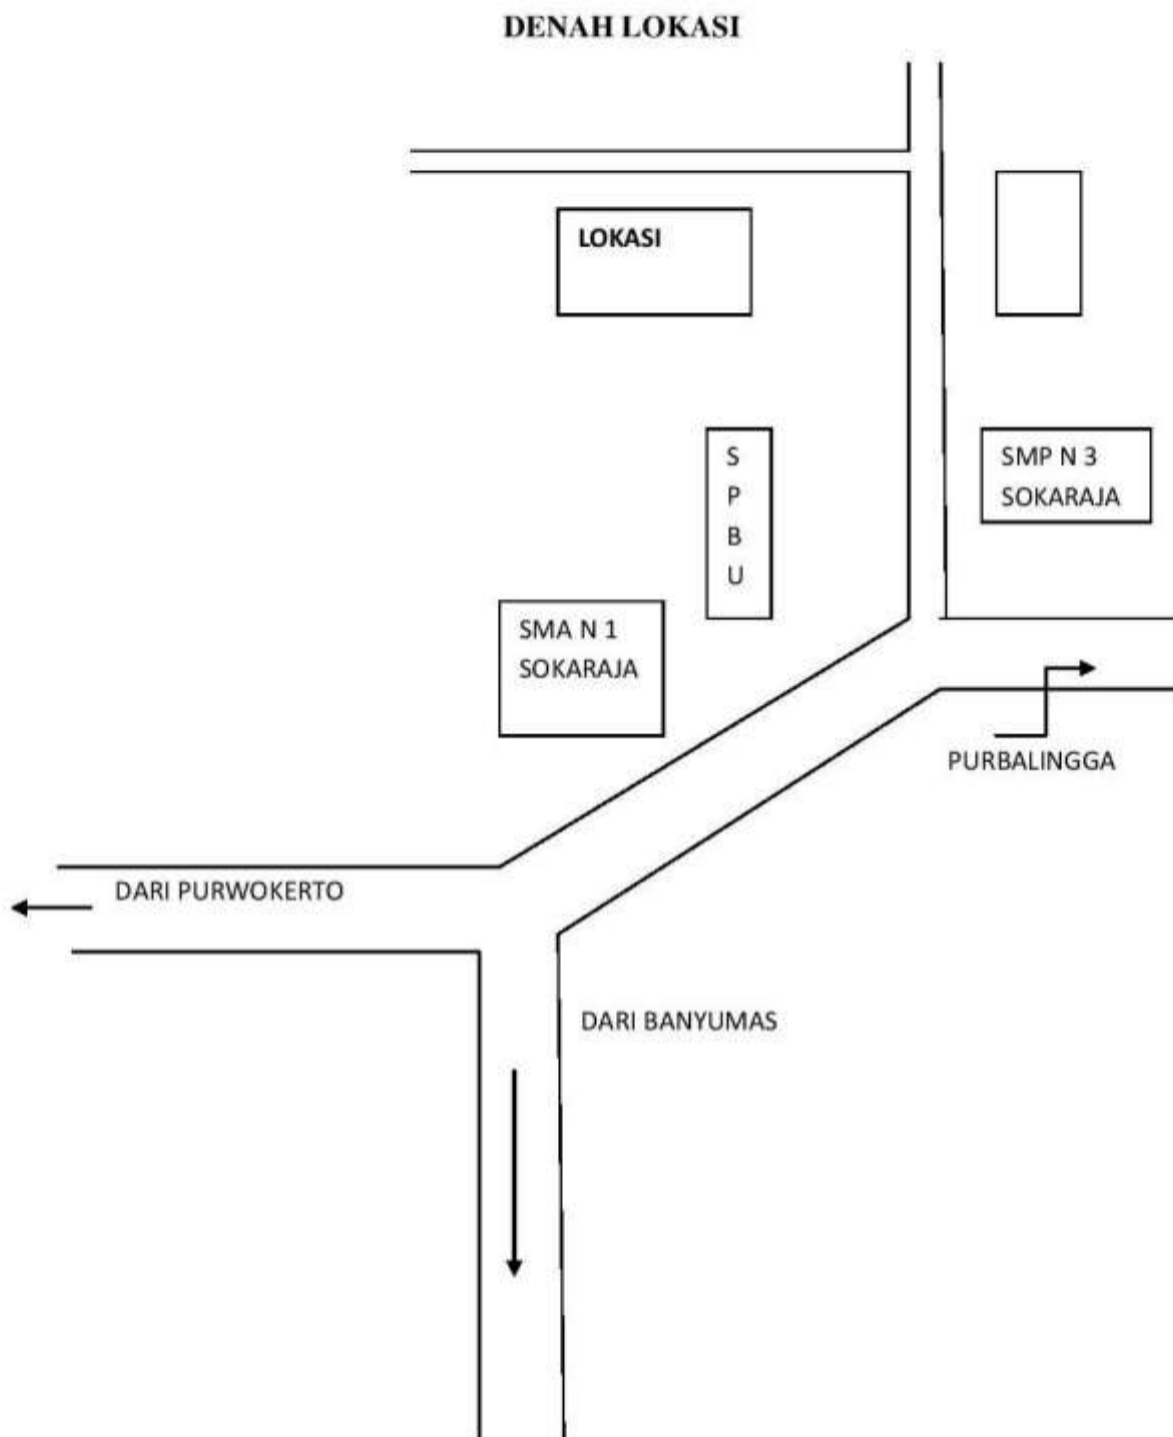 DENAH LOKASI
LOKASI
S
P
B
U
SMP N 3
SOKARAJA
SMA N 1
SOKARAJA
PURBALINGGA
DARI PURWOKERTO
DARI BANYUMAS